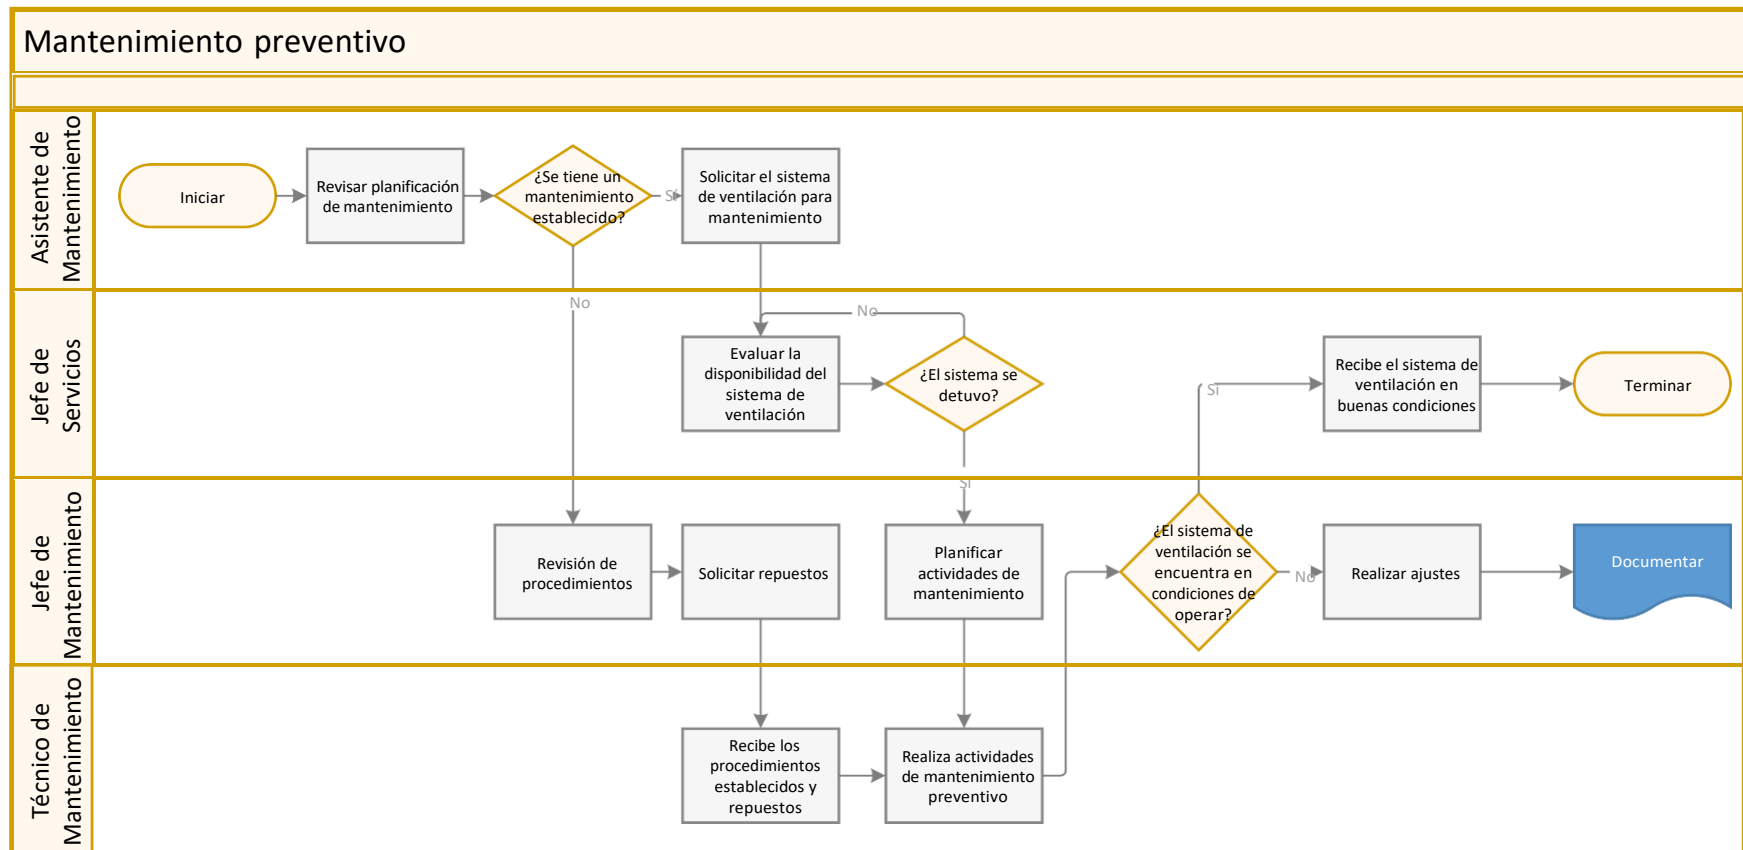 Mantenimiento preventivo
Asistente de
Mantenimiento
Iniciar
Revisar planificación
de mantenimiento
¿Se tiene un
mantenimiento
establecido?
Sí
Solicitar el sistema
de ventilación para
mantenimiento
No
Jefe de
Servicios
No
Evaluar la
disponibilidad del
sistema de
ventilación
¿El sistema se
detuvo?
Sí
Recibe el sistema de
ventilación en
buenas condiciones
Terminar
Sí
Jefe de
Mantenimiento
Revisión de
procedimientos
Solicitar repuestos
Planificar
actividades de
mantenimiento
¿El sistema de
ventilación se
encuentra en
condiciones de
operar?
No
Realizar ajustes
Documentar
Técnico de
Mantenimiento
Recibe los
procedimientos
establecidos y
repuestos
Realiza actividades
de mantenimiento
preventivo